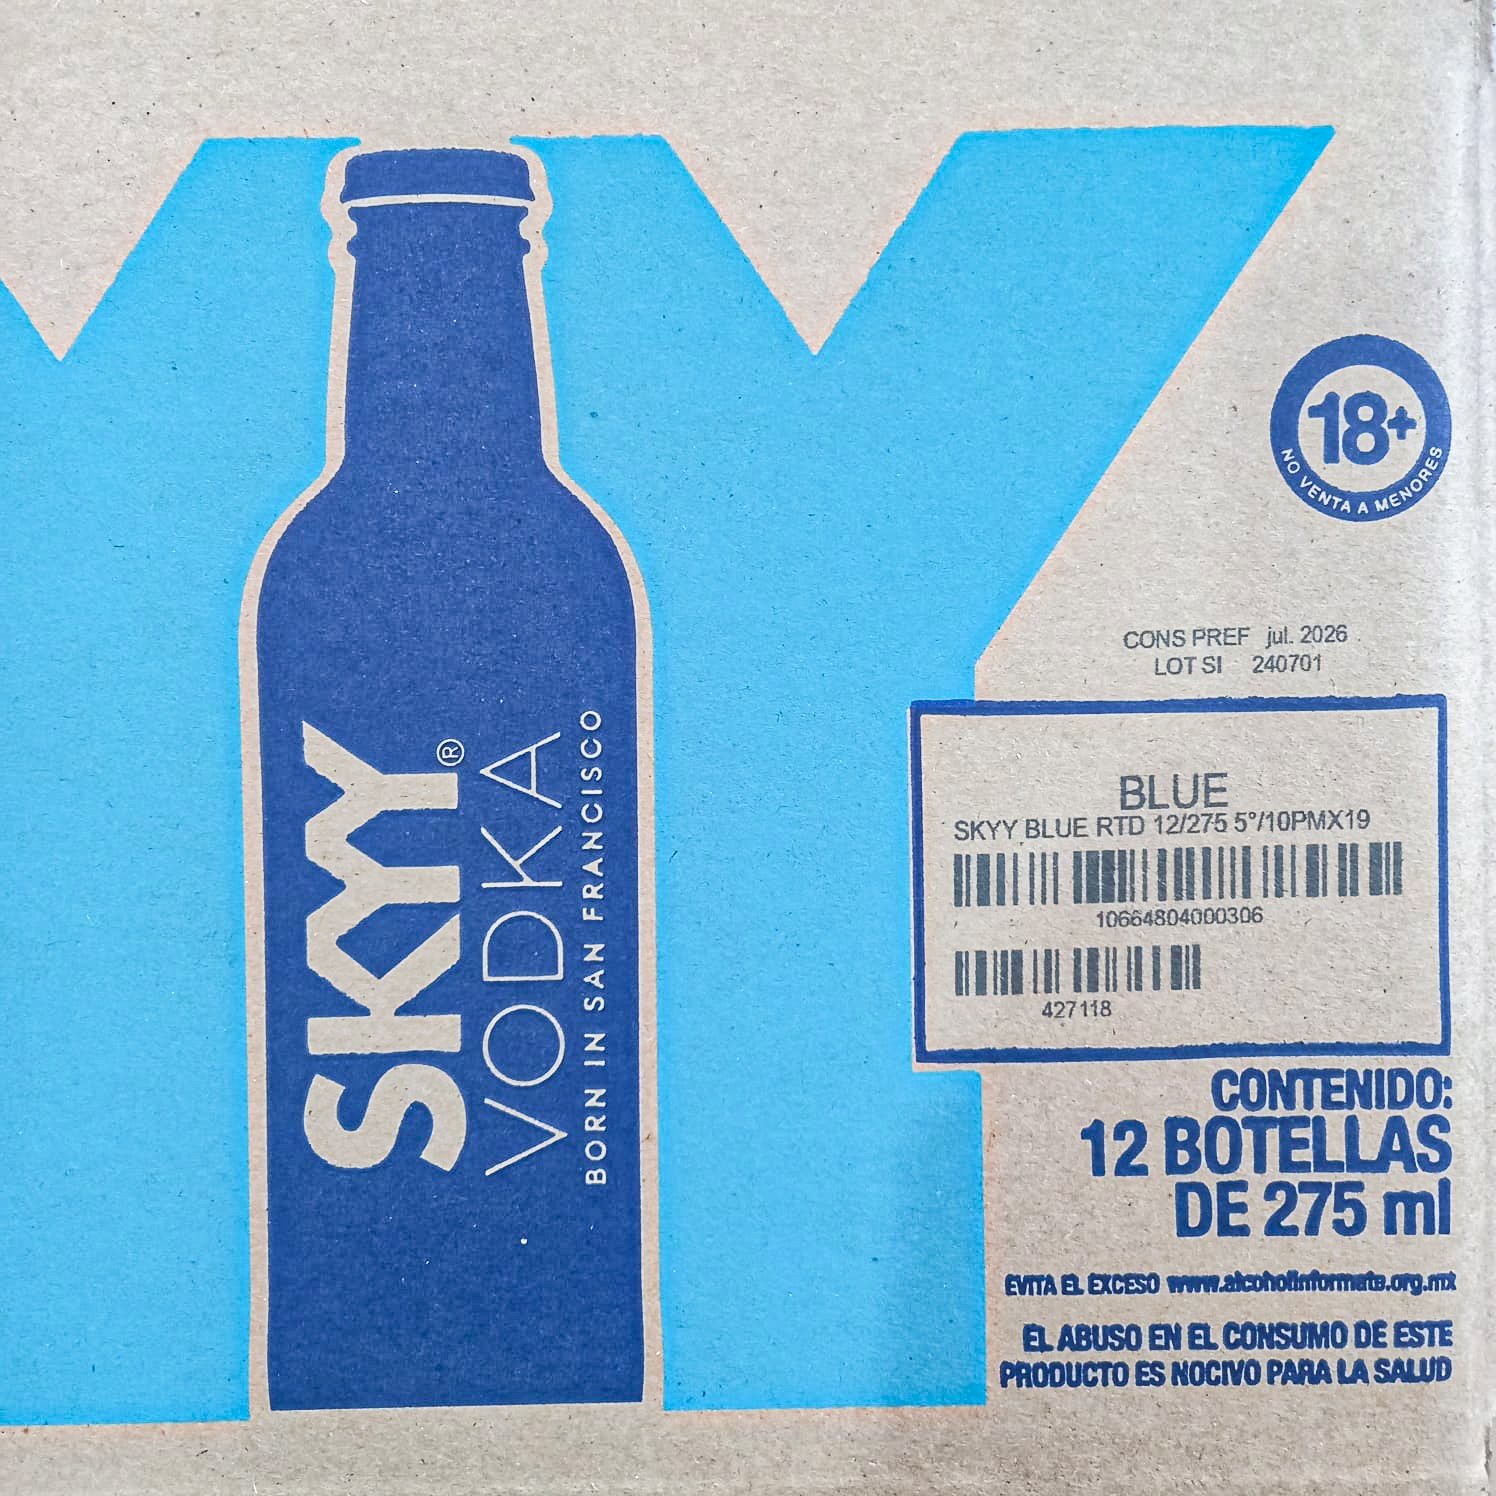 SKYY®
VODKA
BORN IN SAN FRANCISCO
18+
NO VENTA A MENORES
CONS PREF jul. 2026
LOT SI 240701
BLUE
SKYY BLUE RTD 12/275 5°/10PMX19
10664804000306
427118
CONTENIDO:
12 BOTELLAS
DE 275 ml
EVITA EL EXCESO www.alcoholinformate.org.mx
EL ABUSO EN EL CONSUMO DE ESTE
PRODUCTO ES NOCIVO PARA LA SALUD